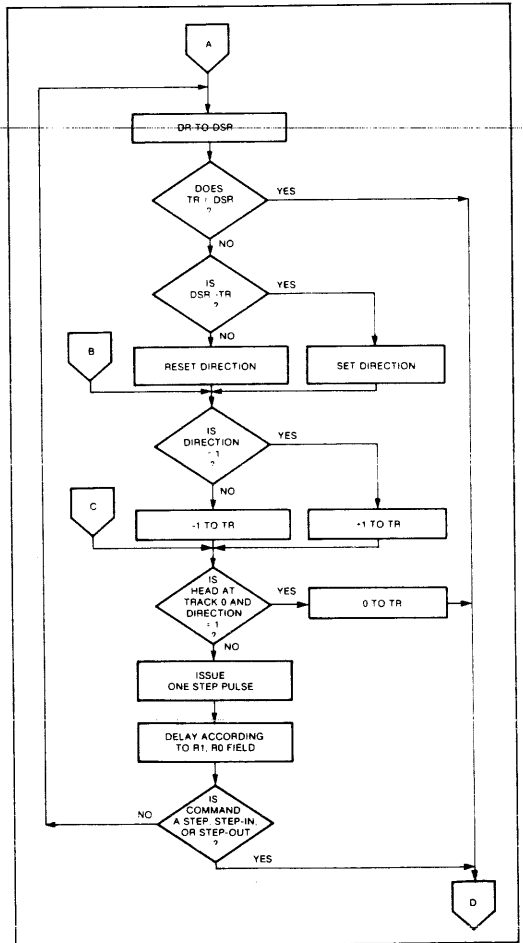 A
DR TO DSR
DOES
TR DSR
?
YES
NO
IS
DSR TR
?
YES
NO
B
RESET DIRECTION
SET DIRECTION
IS
DIRECTION
= 1
?
YES
NO
C
-1 TO TR
TO TR
IS
HEAD AT
TRACK 0 AND
DIRECTION
= 1
?
YES
0 TO TR
NO
ISSUE
ONE STEP PULSE
DELAY ACCORDING
TO R1, R0 FIELD
IS
COMMAND
A STEP, STEP-IN,
OR STEP-OUT
?
NO
YES
D